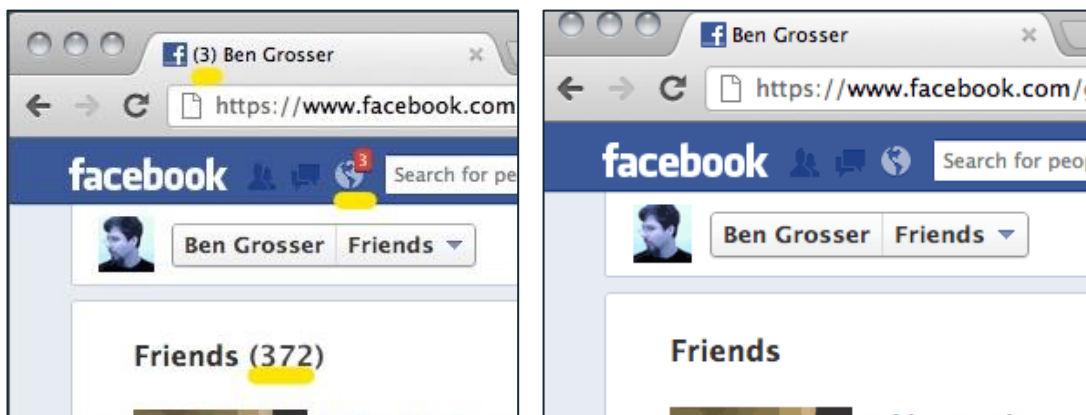 (3) Ben Grosser
https://www.facebook.com
facebook 3 Search for pe
Ben Grosser Friends
Friends (372)
Ben Grosser
https://www.facebook.com/
facebook Search for peop
Ben Grosser Friends
Friends